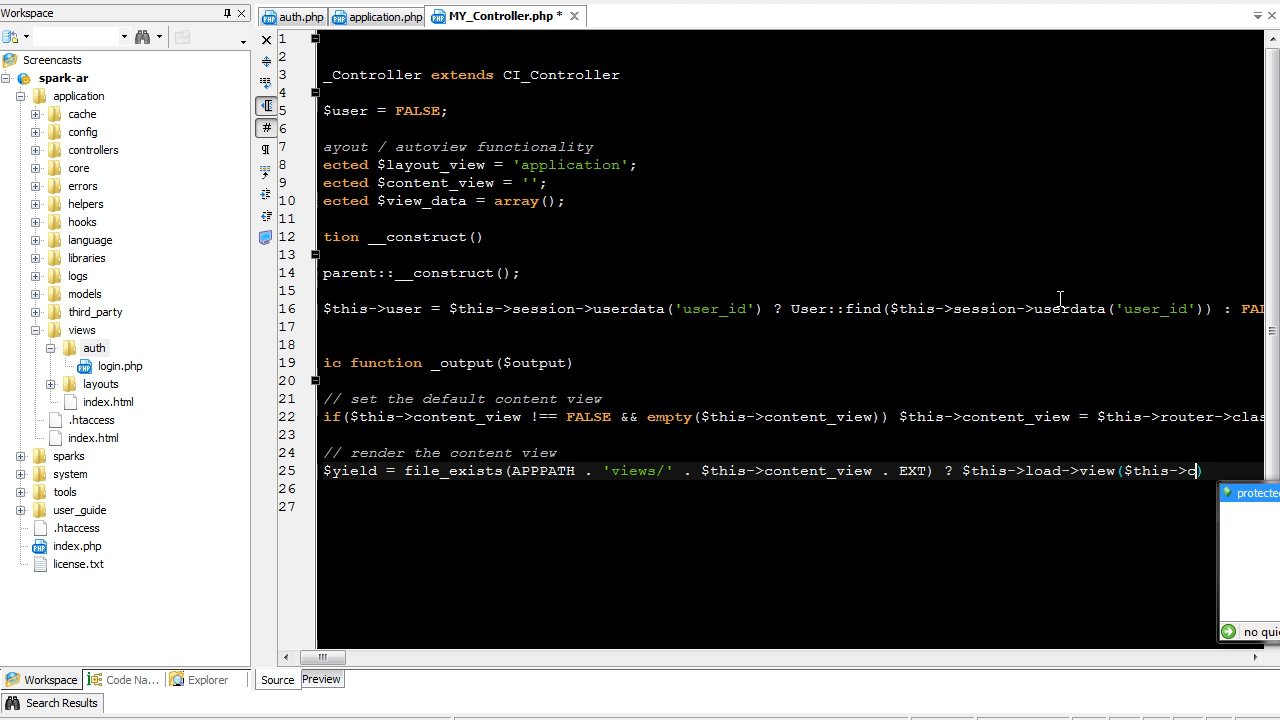 Workspace
auth.php
application.php
MY_Controller.php *
Screencasts
spark-ar
application
cache
config
controllers
core
errors
helpers
hooks
language
libraries
logs
models
third_party
views
auth
login.php
layouts
index.html
.htaccess
index.html
sparks
system
tools
user_guide
.htaccess
index.php
license.txt
1
2
3 _Controller extends CI_Controller
4
5 $user = FALSE;
6
7 ayout / autoview functionality
8 ected $layout_view = 'application';
9 ected $content_view = '';
10 ected $view_data = array();
11
12 tion __construct()
13
14 parent::__construct();
15
16 $this->user = $this->session->userdata('user_id') ? User::find($this->session->userdata('user_id')) : FAL
17
18
19 ic function _output($output)
20
21 // set the default content view
22 if($this->content_view !== FALSE && empty($this->content_view)) $this->content_view = $this->router->clas
23
24 // render the content view
25 $yield = file_exists(APPPATH . 'views/' . $this->content_view . EXT) ? $this->load->view($this->c)
26
27
protected
no qui
Workspace
Code Na...
Explorer
Source
Preview
Search Results